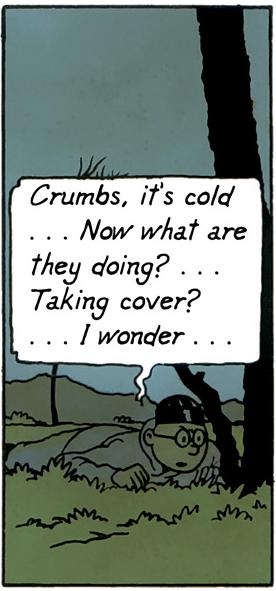 Crumbs, it's cold
. . . Now what are
they doing? . . .
Taking cover?
. . . I wonder . . .